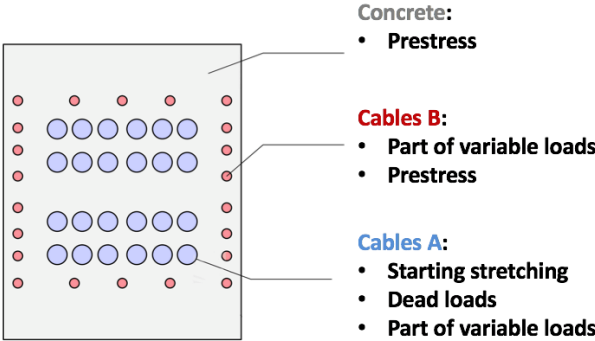 Concrete:
• Prestress
Cables B:
• Part of variable loads
• Prestress
Cables A:
• Starting stretching
• Dead loads
• Part of variable loads